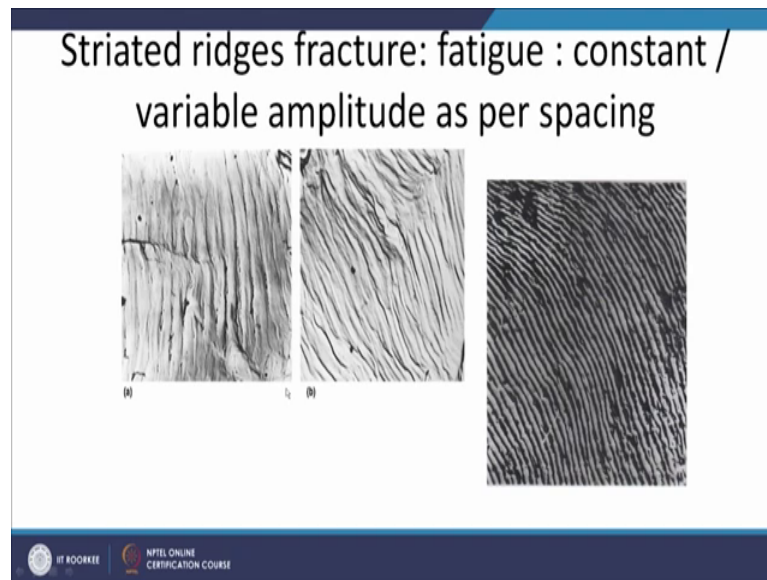 Striated ridges fracture: fatigue : constant /
variable amplitude as per spacing
(a)
(b)
IIT ROORKEE
NPTEL ONLINE
CERTIFICATION COURSE